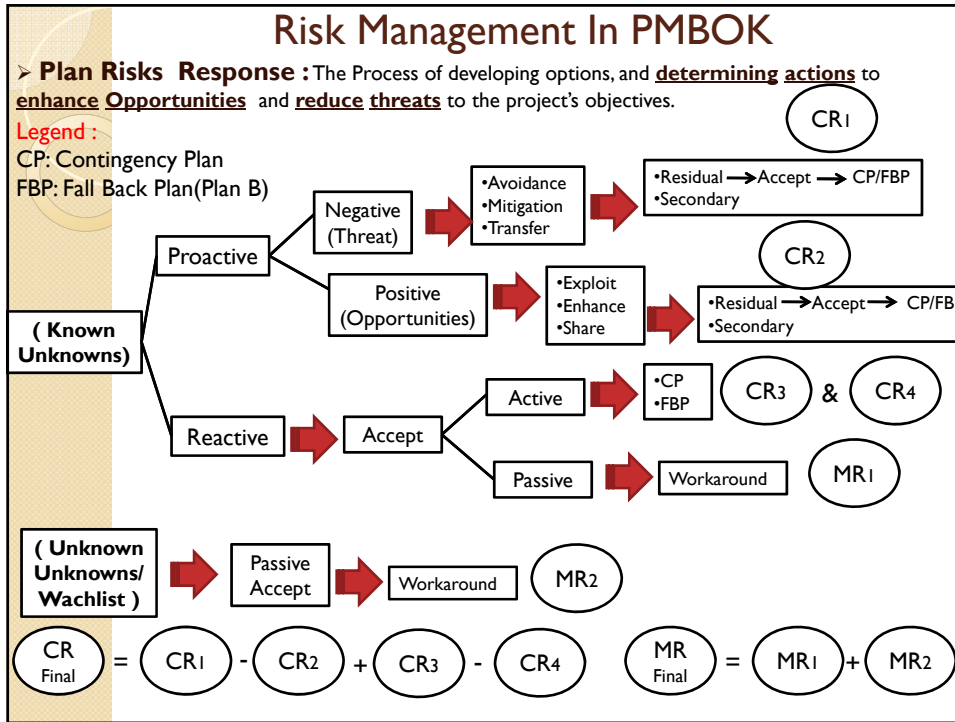 Risk Management In PMBOK
➢ Plan Risks Response : The Process of developing options, and determining actions to
enhance Opportunities and reduce threats to the project's objectives.
Legend :
CP: Contingency Plan
FBP: Fall Back Plan(Plan B)
CR1
Negative
(Threat)
•Avoidance
•Mitigation
•Transfer
•Residual → Accept → CP/FBP
•Secondary
Proactive
CR2
Positive
(Opportunities)
•Exploit
•Enhance
•Share
•Residual → Accept → CP/FB
•Secondary
( Known
Unknowns)
Active
•CP
•FBP
CR3 & CR4
Reactive
Accept
Passive
Workaround
MR1
( Unknown
Unknowns/
Wachlist )
Passive
Accept
Workaround
MR2
CR Final = CR1 - CR2 + CR3 - CR4
MR Final = MR1 + MR2